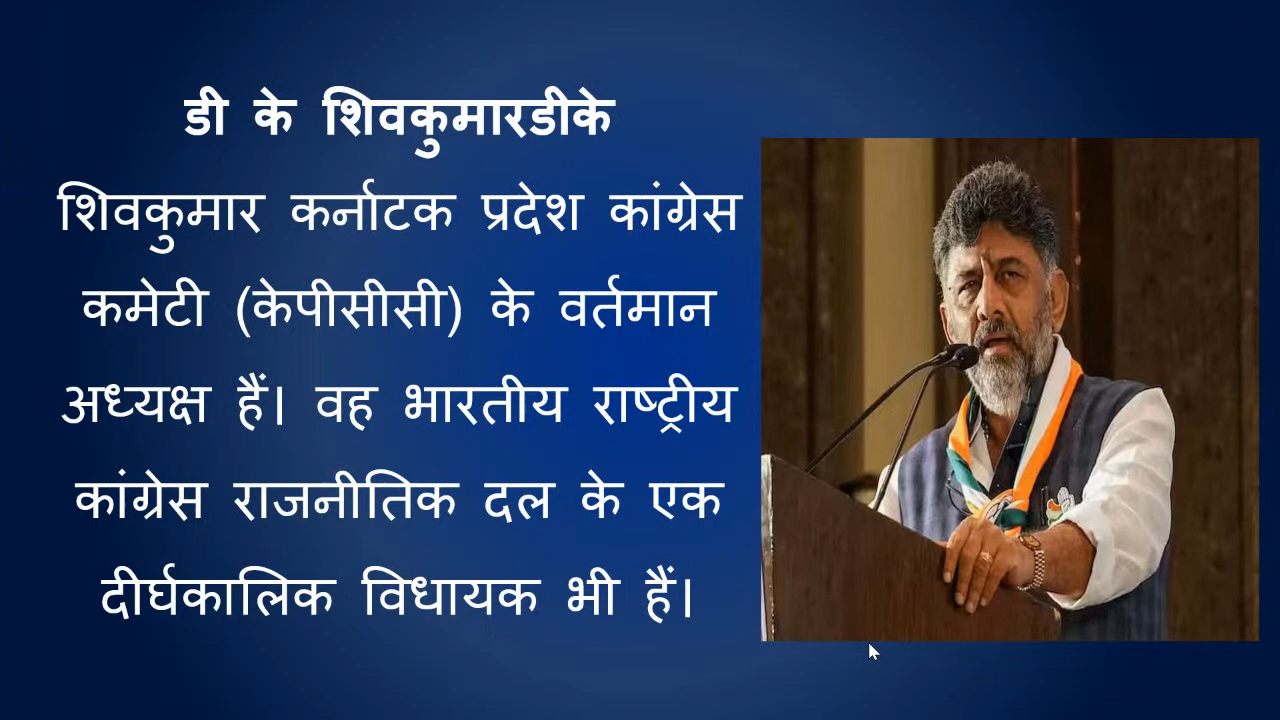 डी के शिवकुमारडीके
शिवकुमार कर्नाटक प्रदेश कांग्रेस
कमेटी (केपीसीसी) के वर्तमान
अध्यक्ष हैं। वह भारतीय राष्ट्रीय
कांग्रेस राजनीतिक दल के एक
दीर्घकालिक विधायक भी हैं।